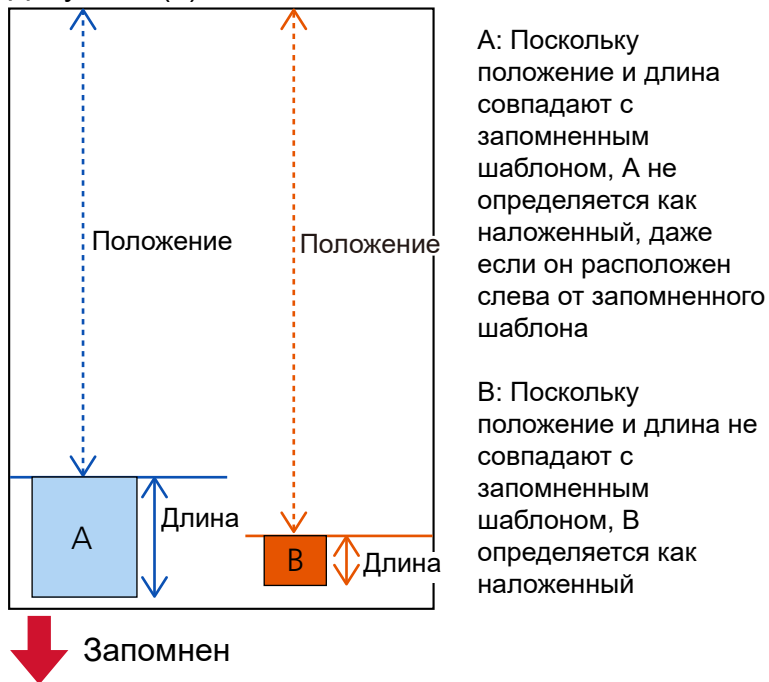 Положение
Положение
A
Длина
B
Длина
A: Поскольку
положение и длина
совпадают с
запомненным
шаблоном, A не
определяется как
наложенный, даже
если он расположен
слева от запомненного
шаблона
B: Поскольку
положение и длина не
совпадают с
запомненным
шаблоном, B
определяется как
наложенный
Запомнен